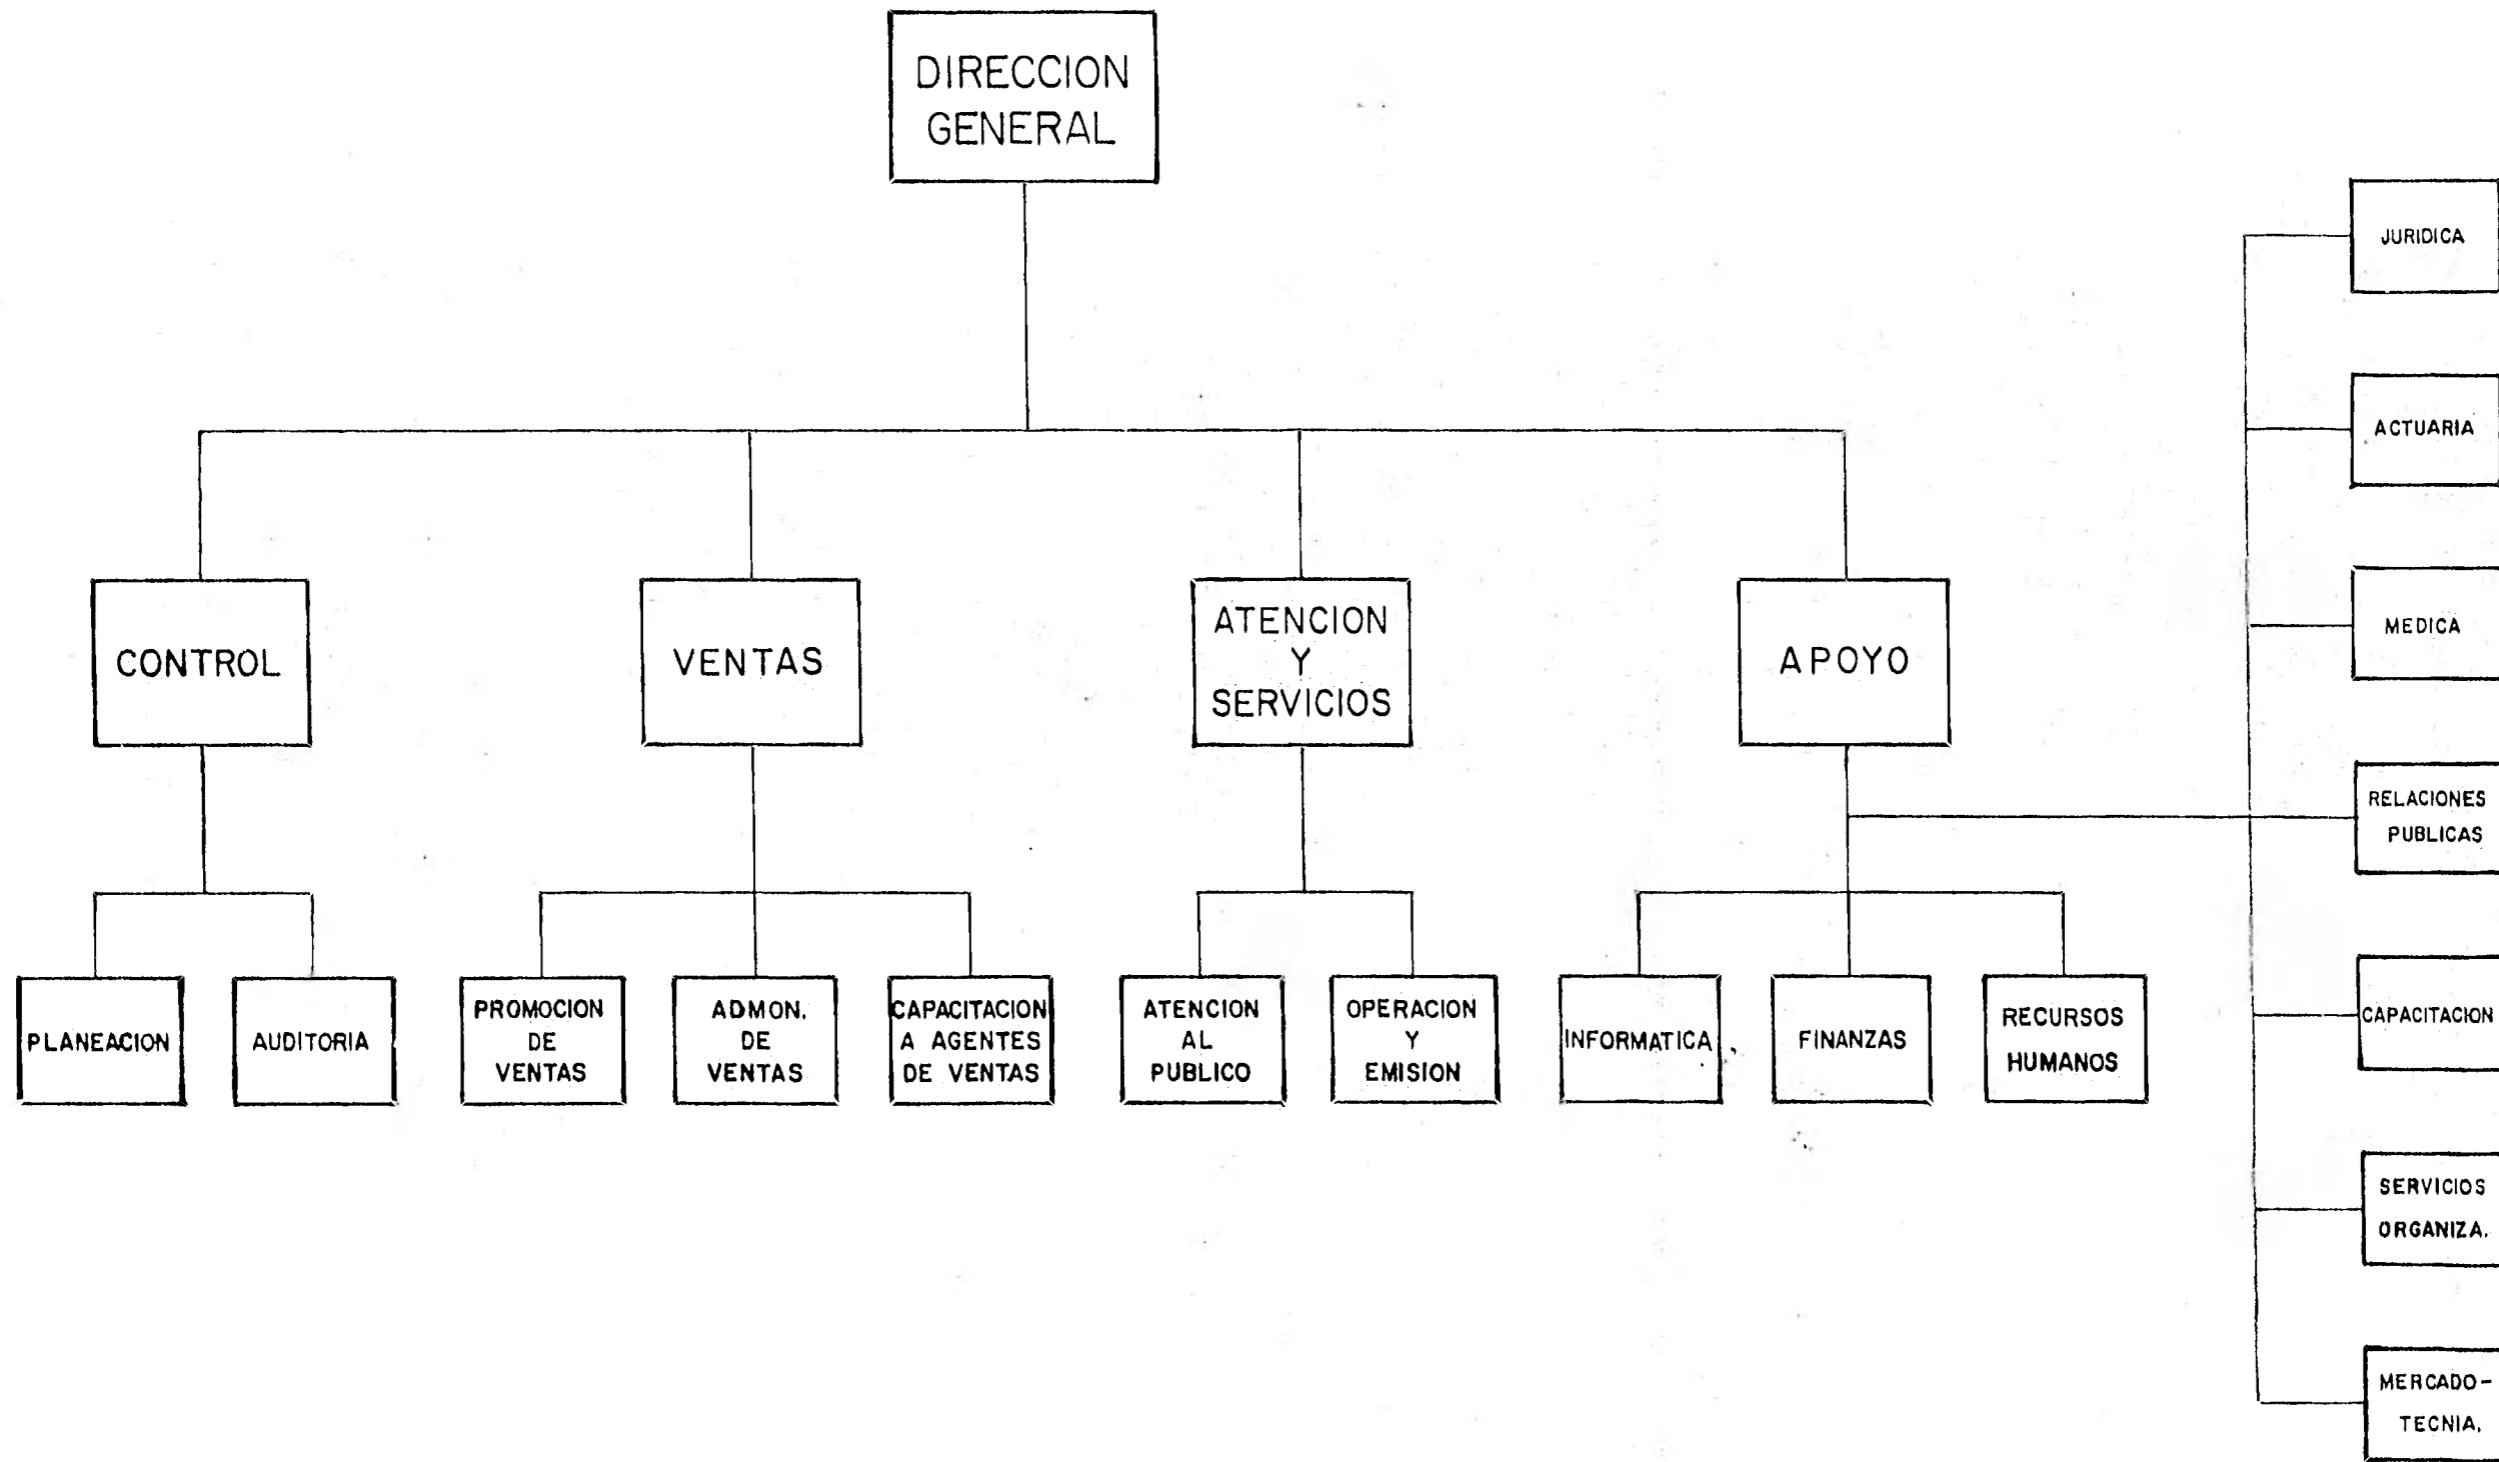 DIRECCION
GENERAL
CONTROL
VENTAS
ATENCION
Y
SERVICIOS
APOYO
PLANEACION
AUDITORIA
PROMOCION
DE
VENTAS
ADMON.
DE
VENTAS
CAPACITACION
A AGENTES
DE VENTAS
ATENCION
AL
PUBLICO
OPERACION
Y
EMISION
INFORMATICA
FINANZAS
RECURSOS
HUMANOS
JURIDICA
ACTUARIA
MEDICA
RELACIONES
PUBLICAS
CAPACITACION
SERVICIOS
ORGANIZA.
MERCADO-
TECNIA.